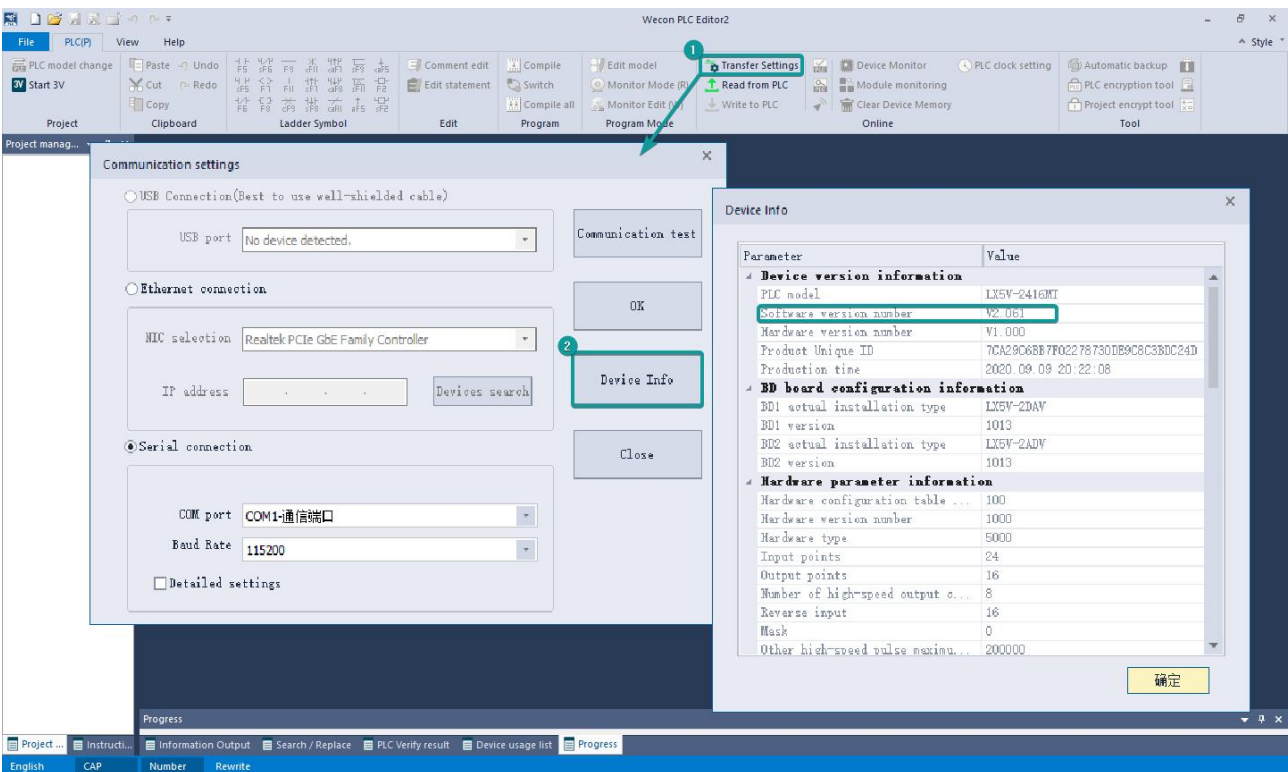 Wecon PLC Editor2
File PLC(P) View Help
Style
1
PLC model change Paste Undo Comment edit Compile Edit model Transfer Settings Device Monitor PLC clock setting Automatic backup
3V Start 3V Cut Redo Edit statement Switch Monitor Mode (R) Read from PLC Module monitoring PLC encryption tool
Copy Compile all Monitor Edit Write to PLC Clear Device Memory Project encrypt tool
Project Clipboard Ladder Symbol Edit Program Program Mode Online Tool
Project manag...
Communication settings
USB Connection(Best to use well-shielded cable)
USB port No device detected.
Communication test
Ethernet connection
OK
NIC selection Realtek PCIe GbE Family Controller
2
Device Info
IP address . . . Devices search
Serial connection
Close
COM port COM1-通信端口
Baud Rate 115200
Detailed settings
Device Info
Parameter Value
Device version information
PLC model LX5V-2416MT
Software version number V2.061
Hardware version number V1.000
Product Unique ID 7CA29C6BB7F02278730DE9C8C3BDC24D
Production time 2020.09.09 20:22:08
BD board configuration information
BD1 actual installation type LX5V-2DAV
BD1 version 1013
BD2 actual installation type LX5V-2ADV
BD2 version 1013
Hardware parameter information
Hardware configuration table ... 100
Hardware version number 1000
Hardware type 5000
Input points 24
Output points 16
Number of high-speed output c... 8
Reverse input 16
Mask 0
Other high-speed pulse maximu... 200000
确定
Progress
Project ... Instructi... Information Output Search / Replace PLC Verify result Device usage list Progress
English CAP Number Rewrite